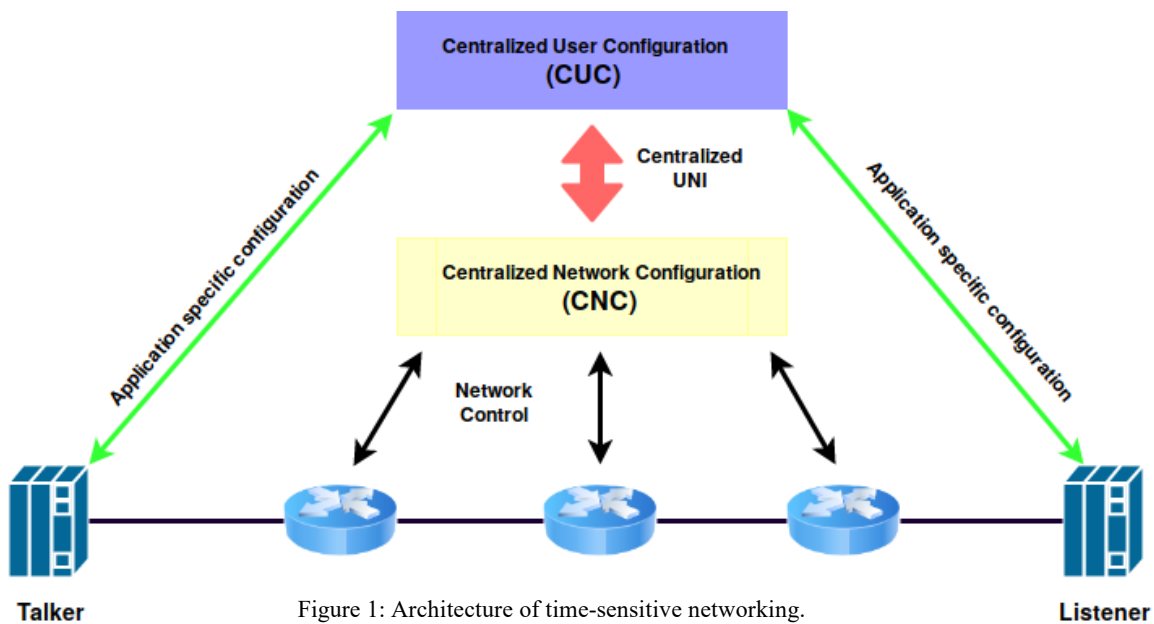 Centralized User Configuration
(CUC)
Centralized
UNI
Application specific configuration
Application specific configuration
Centralized Network Configuration
(CNC)
Network
Control
Talker
Listener
Figure 1: Architecture of time-sensitive networking.